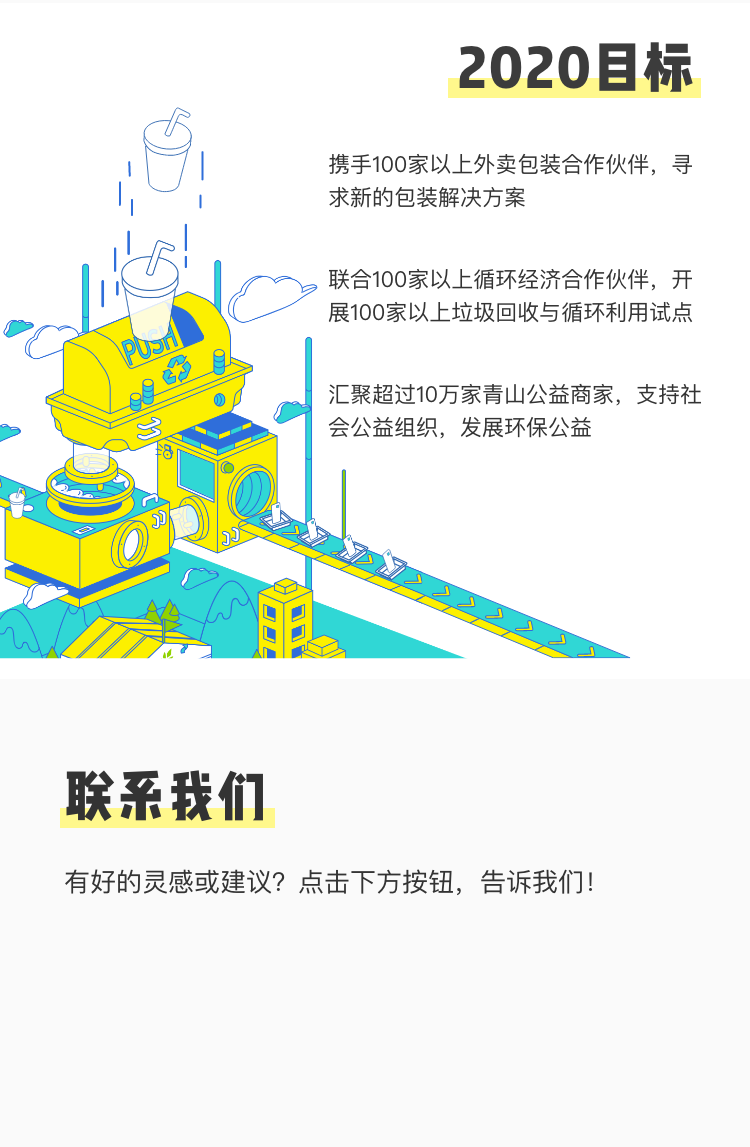 2020目标
携手100家以上外卖包装合作伙伴，寻
求新的包装解决方案
联合100家以上循环经济合作伙伴，开
展100家以上垃圾回收与循环利用试点
汇聚超过10万家青山公益商家，支持社
会公益组织，发展环保公益
PUSH
联系我们
有好的灵感或建议？点击下方按钮，告诉我们！